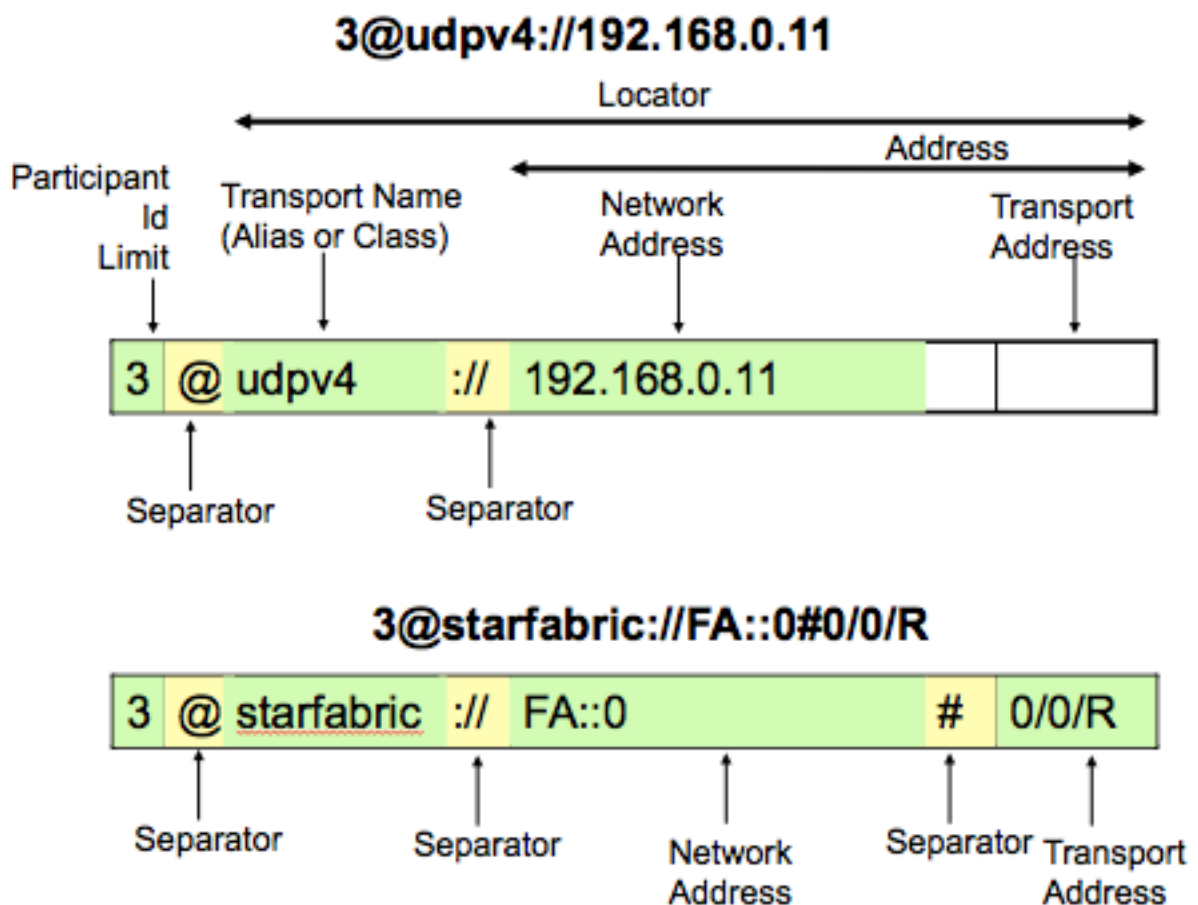 3@udpv4://192.168.0.11
Locator
Address
Participant
Id
Limit
Transport Name
(Alias or Class)
Network
Address
Transport
Address
3 @ udpv4 :// 192.168.0.11
Separator
Separator
3@starfabric://FA::0#0/0/R
3 @ starfabric :// FA::0 # 0/0/R
Separator
Separator
Network
Address
Separator
Transport
Address